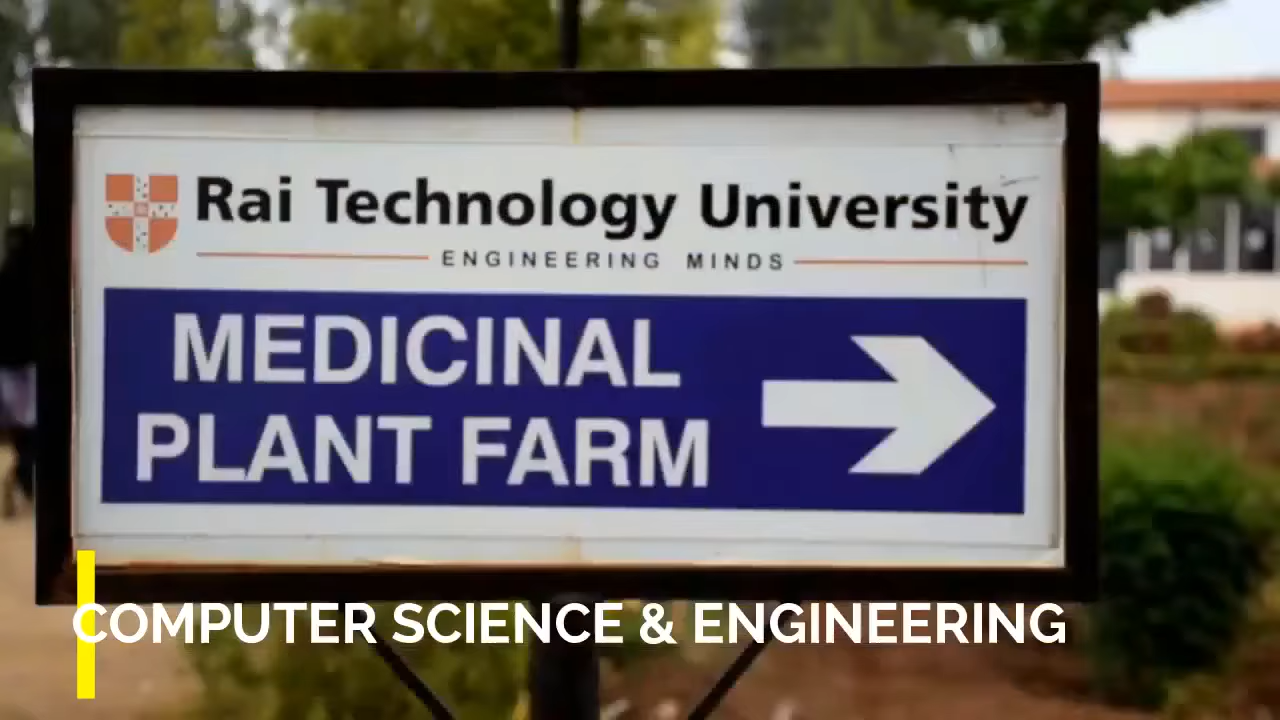 Rai Technology University
ENGINEERING MINDS
MEDICINAL
PLANT FARM
COMPUTER SCIENCE & ENGINEERING